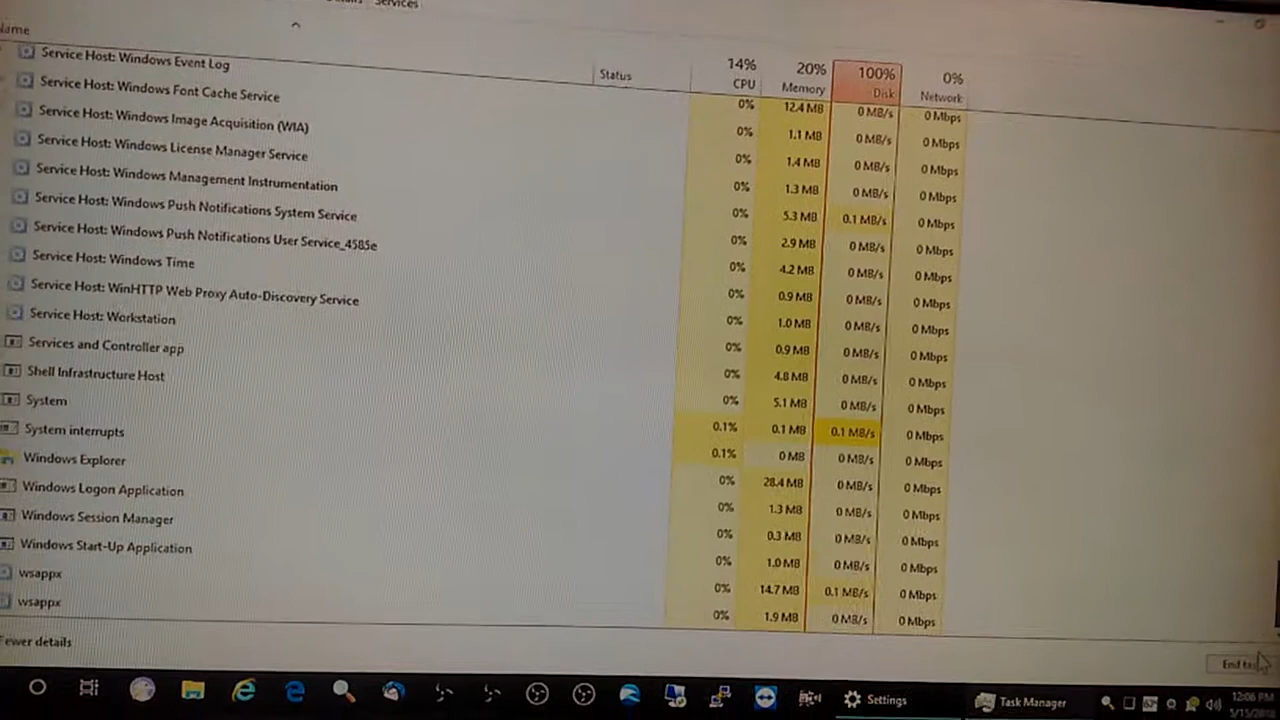 Details Services
Name Status 14% CPU 20% Memory 100% Disk 0% Network
Service Host: Windows Event Log 0% 12.4 MB 0 MB/s 0 Mbps
Service Host: Windows Font Cache Service 0% 1.1 MB 0 MB/s 0 Mbps
Service Host: Windows Image Acquisition (WIA) 0% 1.4 MB 0 MB/s 0 Mbps
Service Host: Windows License Manager Service 0% 1.3 MB 0 MB/s 0 Mbps
Service Host: Windows Management Instrumentation 0% 5.3 MB 0.1 MB/s 0 Mbps
Service Host: Windows Push Notifications System Service 0% 2.9 MB 0 MB/s 0 Mbps
Service Host: Windows Push Notifications User Service_4585e 0% 4.2 MB 0 MB/s 0 Mbps
Service Host: Windows Time 0% 0.9 MB 0 MB/s 0 Mbps
Service Host: WinHTTP Web Proxy Auto-Discovery Service 0% 1.0 MB 0 MB/s 0 Mbps
Service Host: Workstation 0% 0.9 MB 0 MB/s 0 Mbps
Services and Controller app 0% 4.8 MB 0 MB/s 0 Mbps
Shell Infrastructure Host 0% 5.1 MB 0 MB/s 0 Mbps
System 0.1% 0.1 MB 0.1 MB/s 0 Mbps
System interrupts 0.1% 0 MB 0 MB/s 0 Mbps
Windows Explorer 0% 28.4 MB 0 MB/s 0 Mbps
Windows Logon Application 0% 1.3 MB 0 MB/s 0 Mbps
Windows Session Manager 0% 0.3 MB 0 MB/s 0 Mbps
Windows Start-Up Application 0% 1.0 MB 0 MB/s 0 Mbps
wsappx 0% 14.7 MB 0.1 MB/s 0 Mbps
wsappx 0% 1.9 MB 0 MB/s 0 Mbps
Fewer details End
Settings Task Manager 12:06 PM